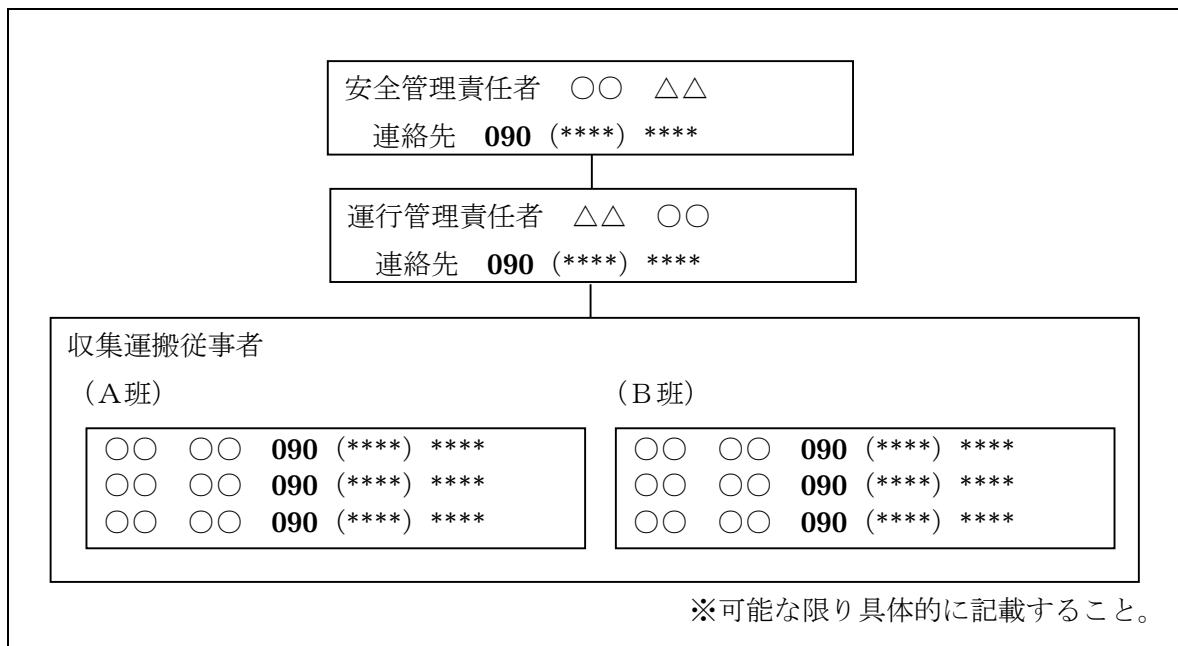 安全管理責任者　○○　△△
連絡先　090（****）****
運行管理責任者　△△　○○
連絡先　090（****）****
収集運搬従事者
（Ａ班）
（Ｂ班）
○○　○○　090（****）****
○○　○○　090（****）****
○○　○○　090（****）****
○○　○○　090（****）****
○○　○○　090（****）****
○○　○○　090（****）****
※可能な限り具体的に記載すること。